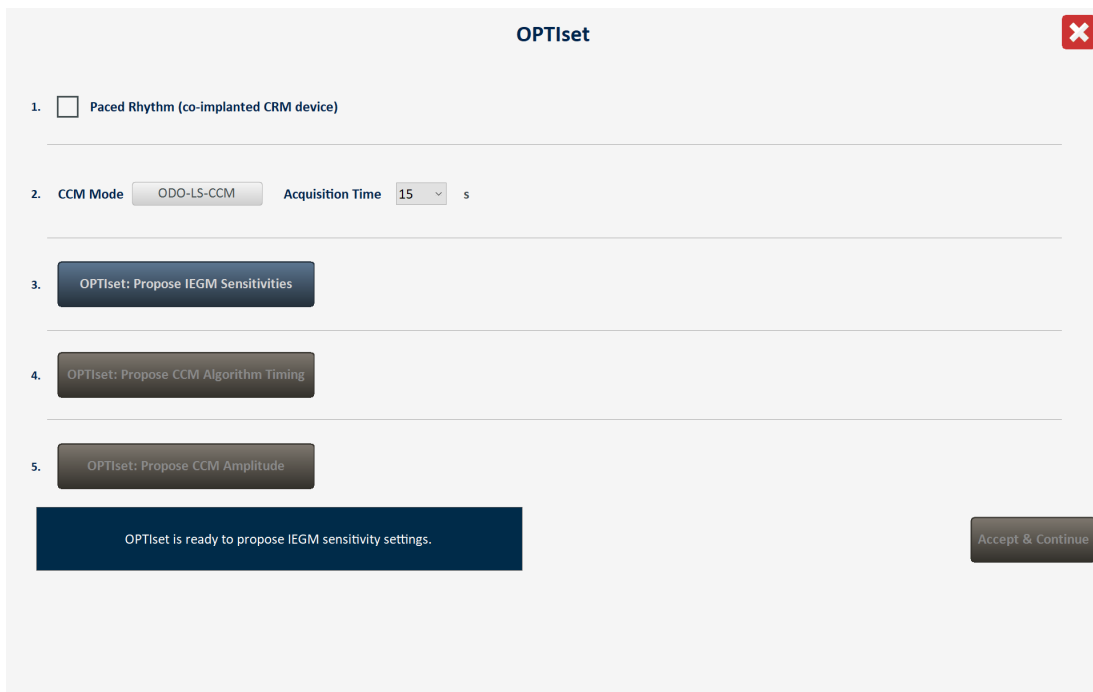 OPTIset
1. Paced Rhythm (co-implanted CRM device)
2. CCM Mode ODO-LS-CCM Acquisition Time 15 s
3. OPTIset: Propose IEGM Sensitivities
4. OPTIset: Propose CCM Algorithm Timing
5. OPTIset: Propose CCM Amplitude
OPTIset is ready to propose IEGM sensitivity settings.
Accept & Continue